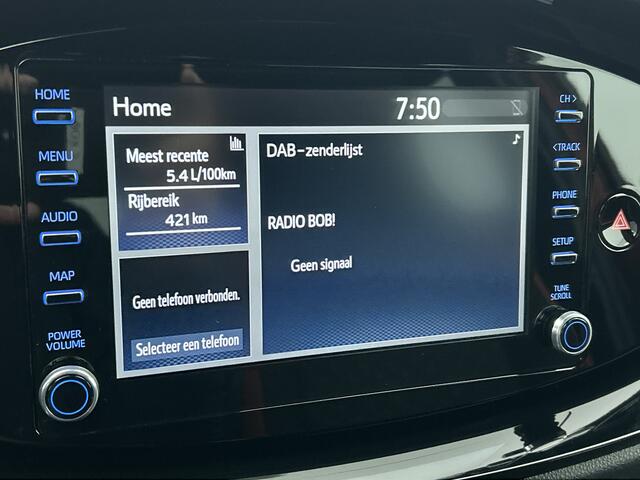 HOME
MENU
AUDIO
MAP
POWER
VOLUME
Home
7:50
Meest recente
5.4 L/100km
Rijbereik
421 km
Geen telefoon verbonden.
Selecteer een telefoon
DAB-zenderlijst
RADIO BOB!
Geen signaal
CH >
< TRACK
PHONE
SETUP
TUNE
SCROLL